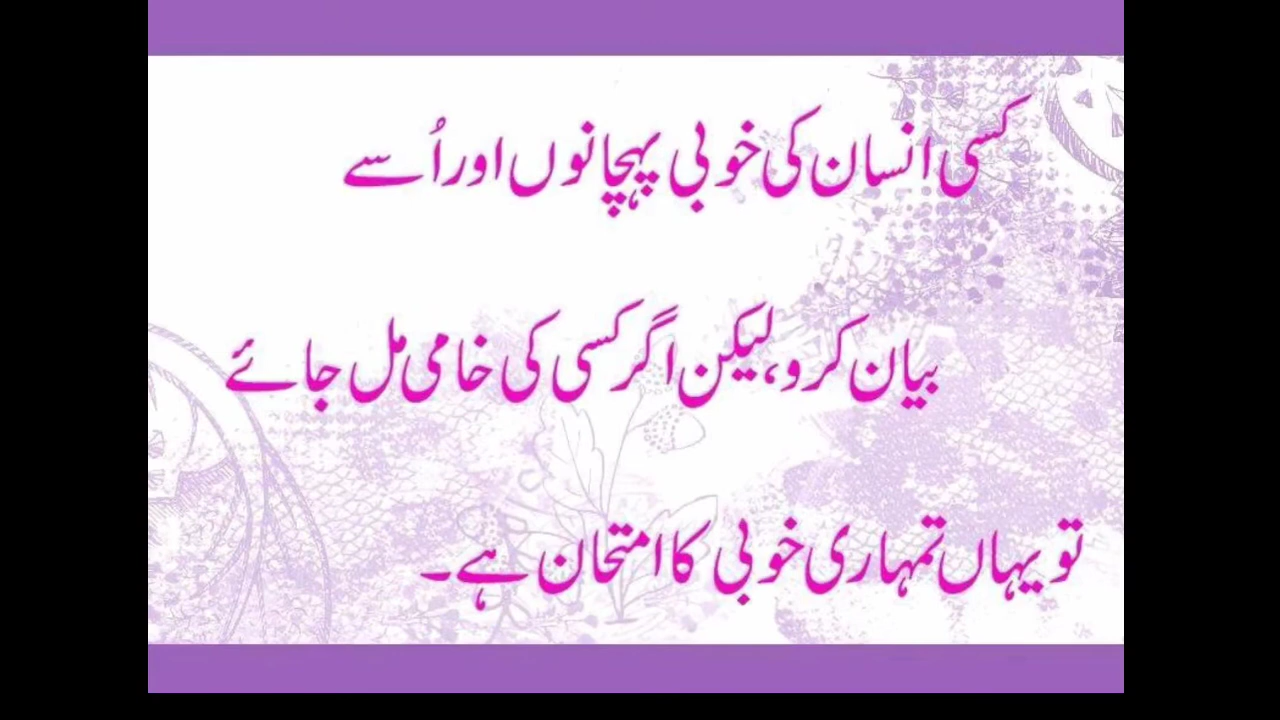 کسی انسان کی خوبی پہچانوں اور اُسے
بیان کرو، لیکن اگر کسی کی خامی مل جائے
تو یہاں تمہاری خوبی کا امتحان ہے۔